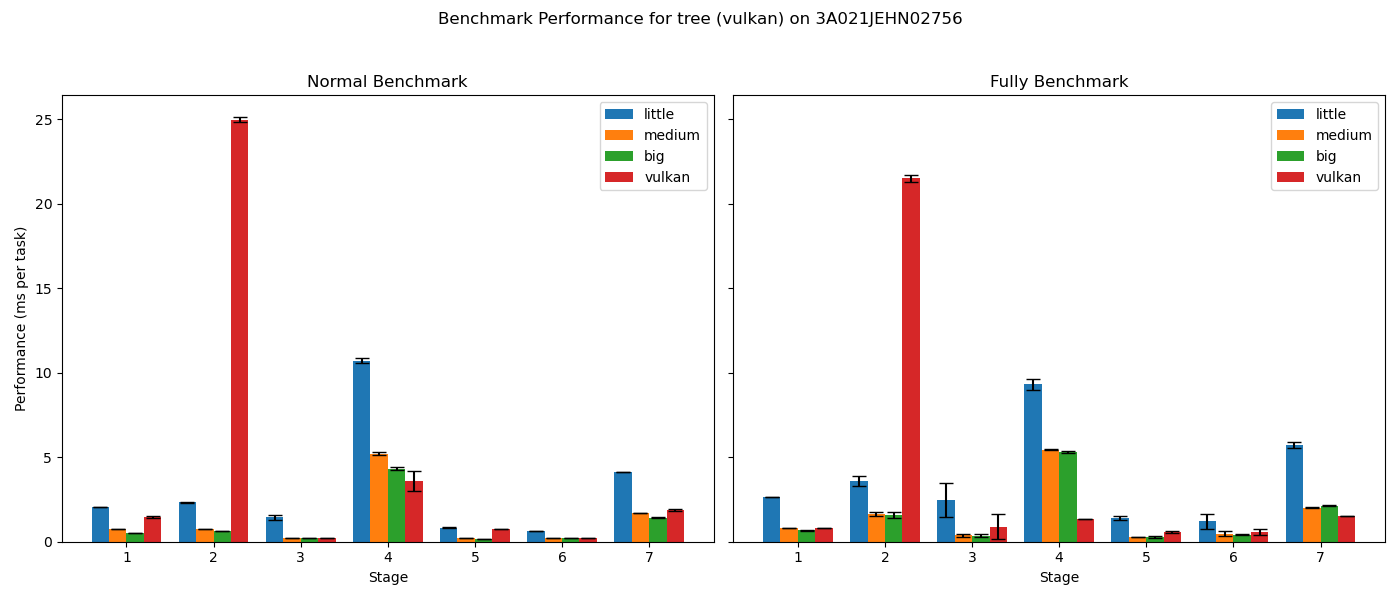 Benchmark Performance for tree (vulkan) on 3A021JEHN02756
Normal Benchmark
Performance (ms per task)
25
20
15
10
5
0
little
medium
big
vulkan
1 2 3 4 5 6 7
Stage
Fully Benchmark
little
medium
big
vulkan
1 2 3 4 5 6 7
Stage